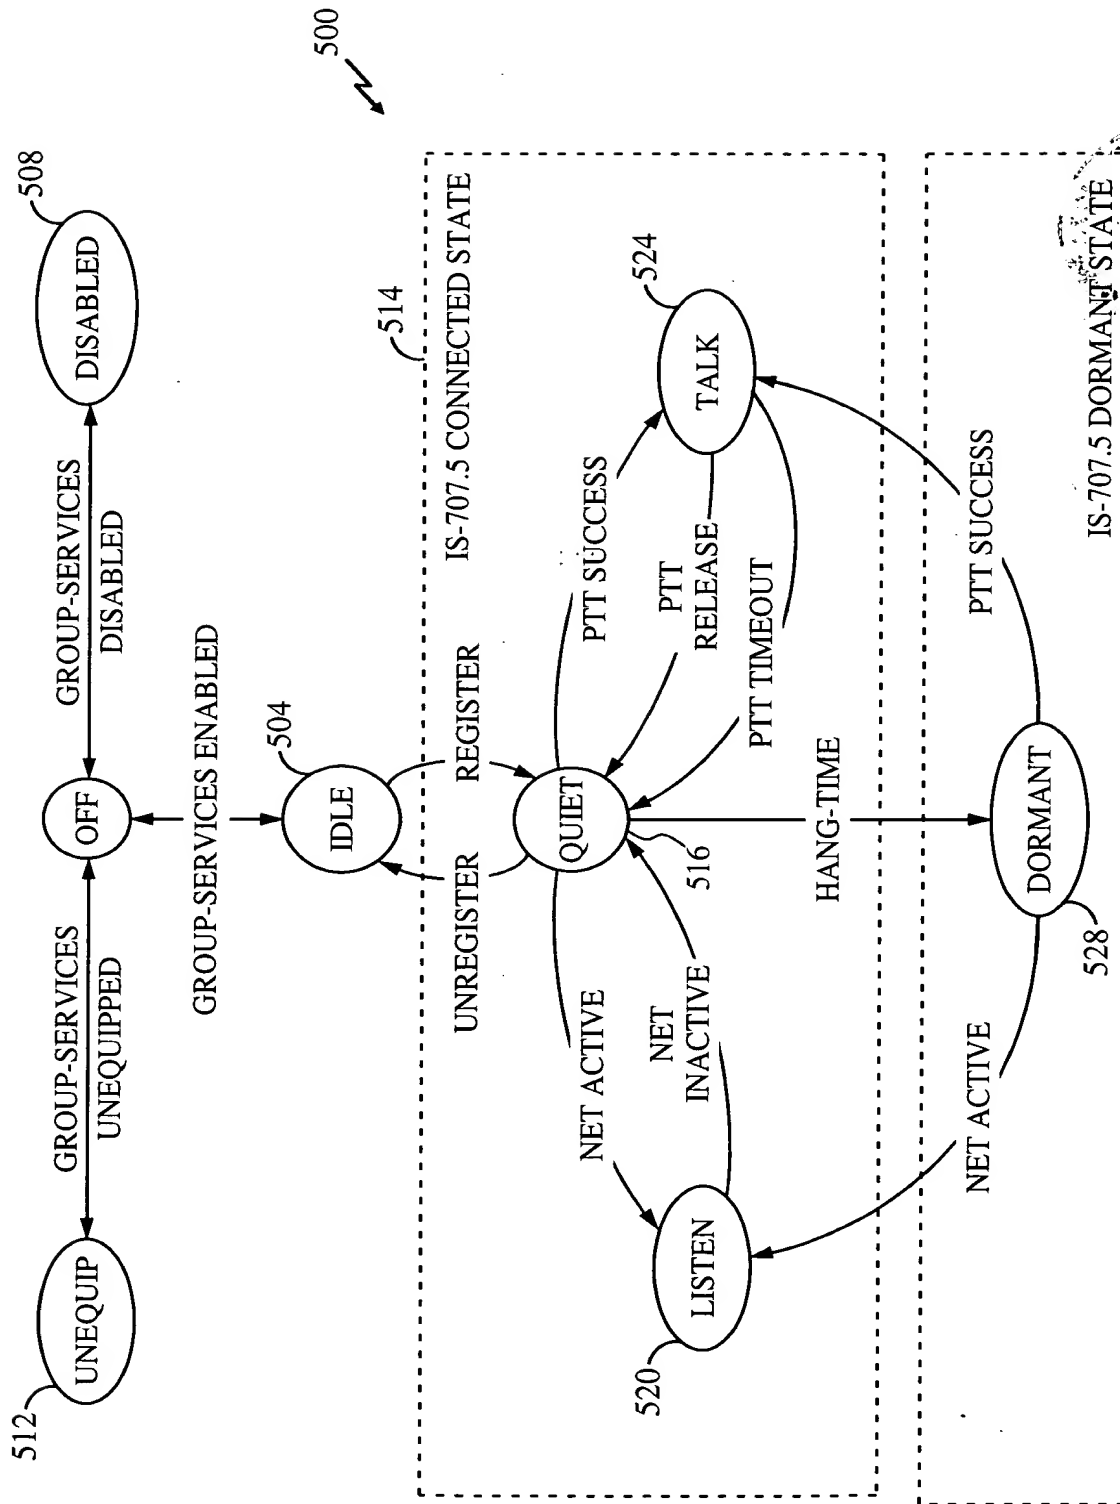 500
512
UNEQUIP
GROUP-SERVICES
UNEQUIPPED
OFF
GROUP-SERVICES
DISABLED
DISABLED
508
GROUP-SERVICES ENABLED
504
IDLE
514
UNREGISTER
REGISTER
IS-707.5 CONNECTED STATE
QUIET
516
NET ACTIVE
NET
INACTIVE
LISTEN
520
PTT SUCCESS
PTT
RELEASE
PTT TIMEOUT
TALK
524
HANG-TIME
NET ACTIVE
PTT SUCCESS
DORMANT
528
IS-707.5 DORMANT STATE